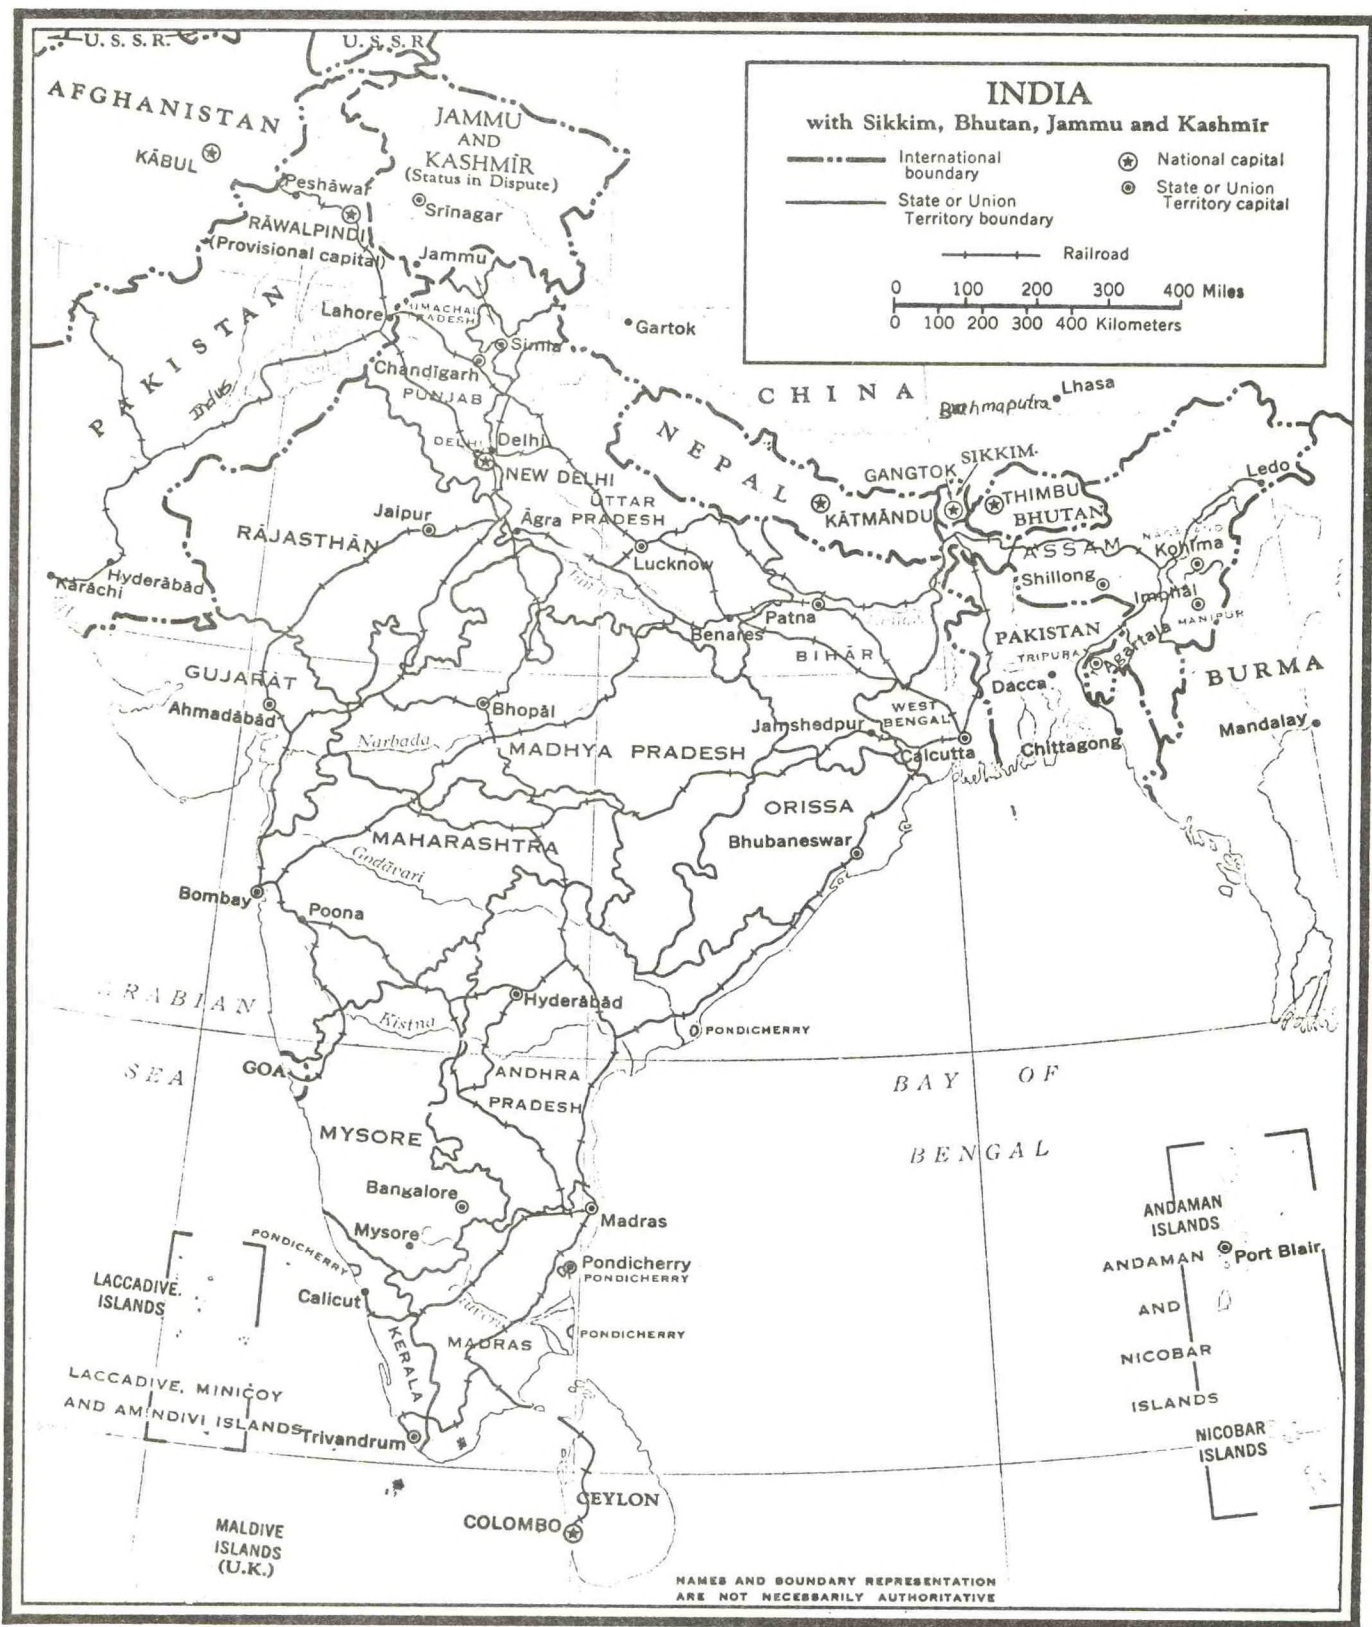 U. S. S. R.
U. S. S. R.
AFGHANISTAN
KĀBUL
Peshāwar
RĀWALPINDI
(Provisional capital)
JAMMU
AND
KASHMĪR
(Status in Dispute)
Srīnagar
Jammu
INDIA
with Sikkim, Bhutan, Jammu and Kashmīr
International
boundary
State or Union
Territory boundary
National capital
State or Union
Territory capital
Railroad
0 100 200 300 400 Miles
0 100 200 300 400 Kilometers
PAKISTAN
Indus
Lahore
HIMACHAL
PRADESH
Simla
Gartok
Chandīgarh
PUNJAB
DELHI
Delhi
NEW DELHI
CHINA
Lhasa
Brahmaputra
NEPAL
KĀTMĀNDU
GANGTOK
SIKKIM
THIMBU
BHUTAN
Ledo
UTTAR
PRADESH
Jaipur
Āgra
RĀJASTHĀN
Lucknow
ASSAM
NAGALAND
Kohīma
Shillong
Imphāl
MANIPUR
Karāchi
Hyderābād
Benares
Patna
BIHĀR
PAKISTAN
TRIPURA
Agartala
Dacca
BURMA
Mandalay
Chittagong
GUJARĀT
Ahmadābād
Bhopāl
Narbada
MADHYA PRADESH
Jamshedpur
WEST
BENGAL
Calcutta
ORISSA
Bhubaneswar
MAHARASHTRA
Godāvari
Bombay
Poona
Hyderābād
Kistna
PONDICHERRY
ARABIAN
SEA
GOA
ANDHRA
PRADESH
BAY OF
BENGAL
MYSORE
Bangalore
Mysore
Madras
PONDICHERRY
Pondicherry
PONDICHERRY
Calicut
KERALA
MADRAS
PONDICHERRY
LACCADIVE
ISLANDS
LACCADIVE, MINICOY
AND AMINDIVI ISLANDS
Trivandrum
ANDAMAN
ISLANDS
Port Blair
ANDAMAN
AND
NICOBAR
ISLANDS
NICOBAR
ISLANDS
CEYLON
COLOMBO
MALDIVE
ISLANDS
(U.K.)
NAMES AND BOUNDARY REPRESENTATION
ARE NOT NECESSARILY AUTHORITATIVE